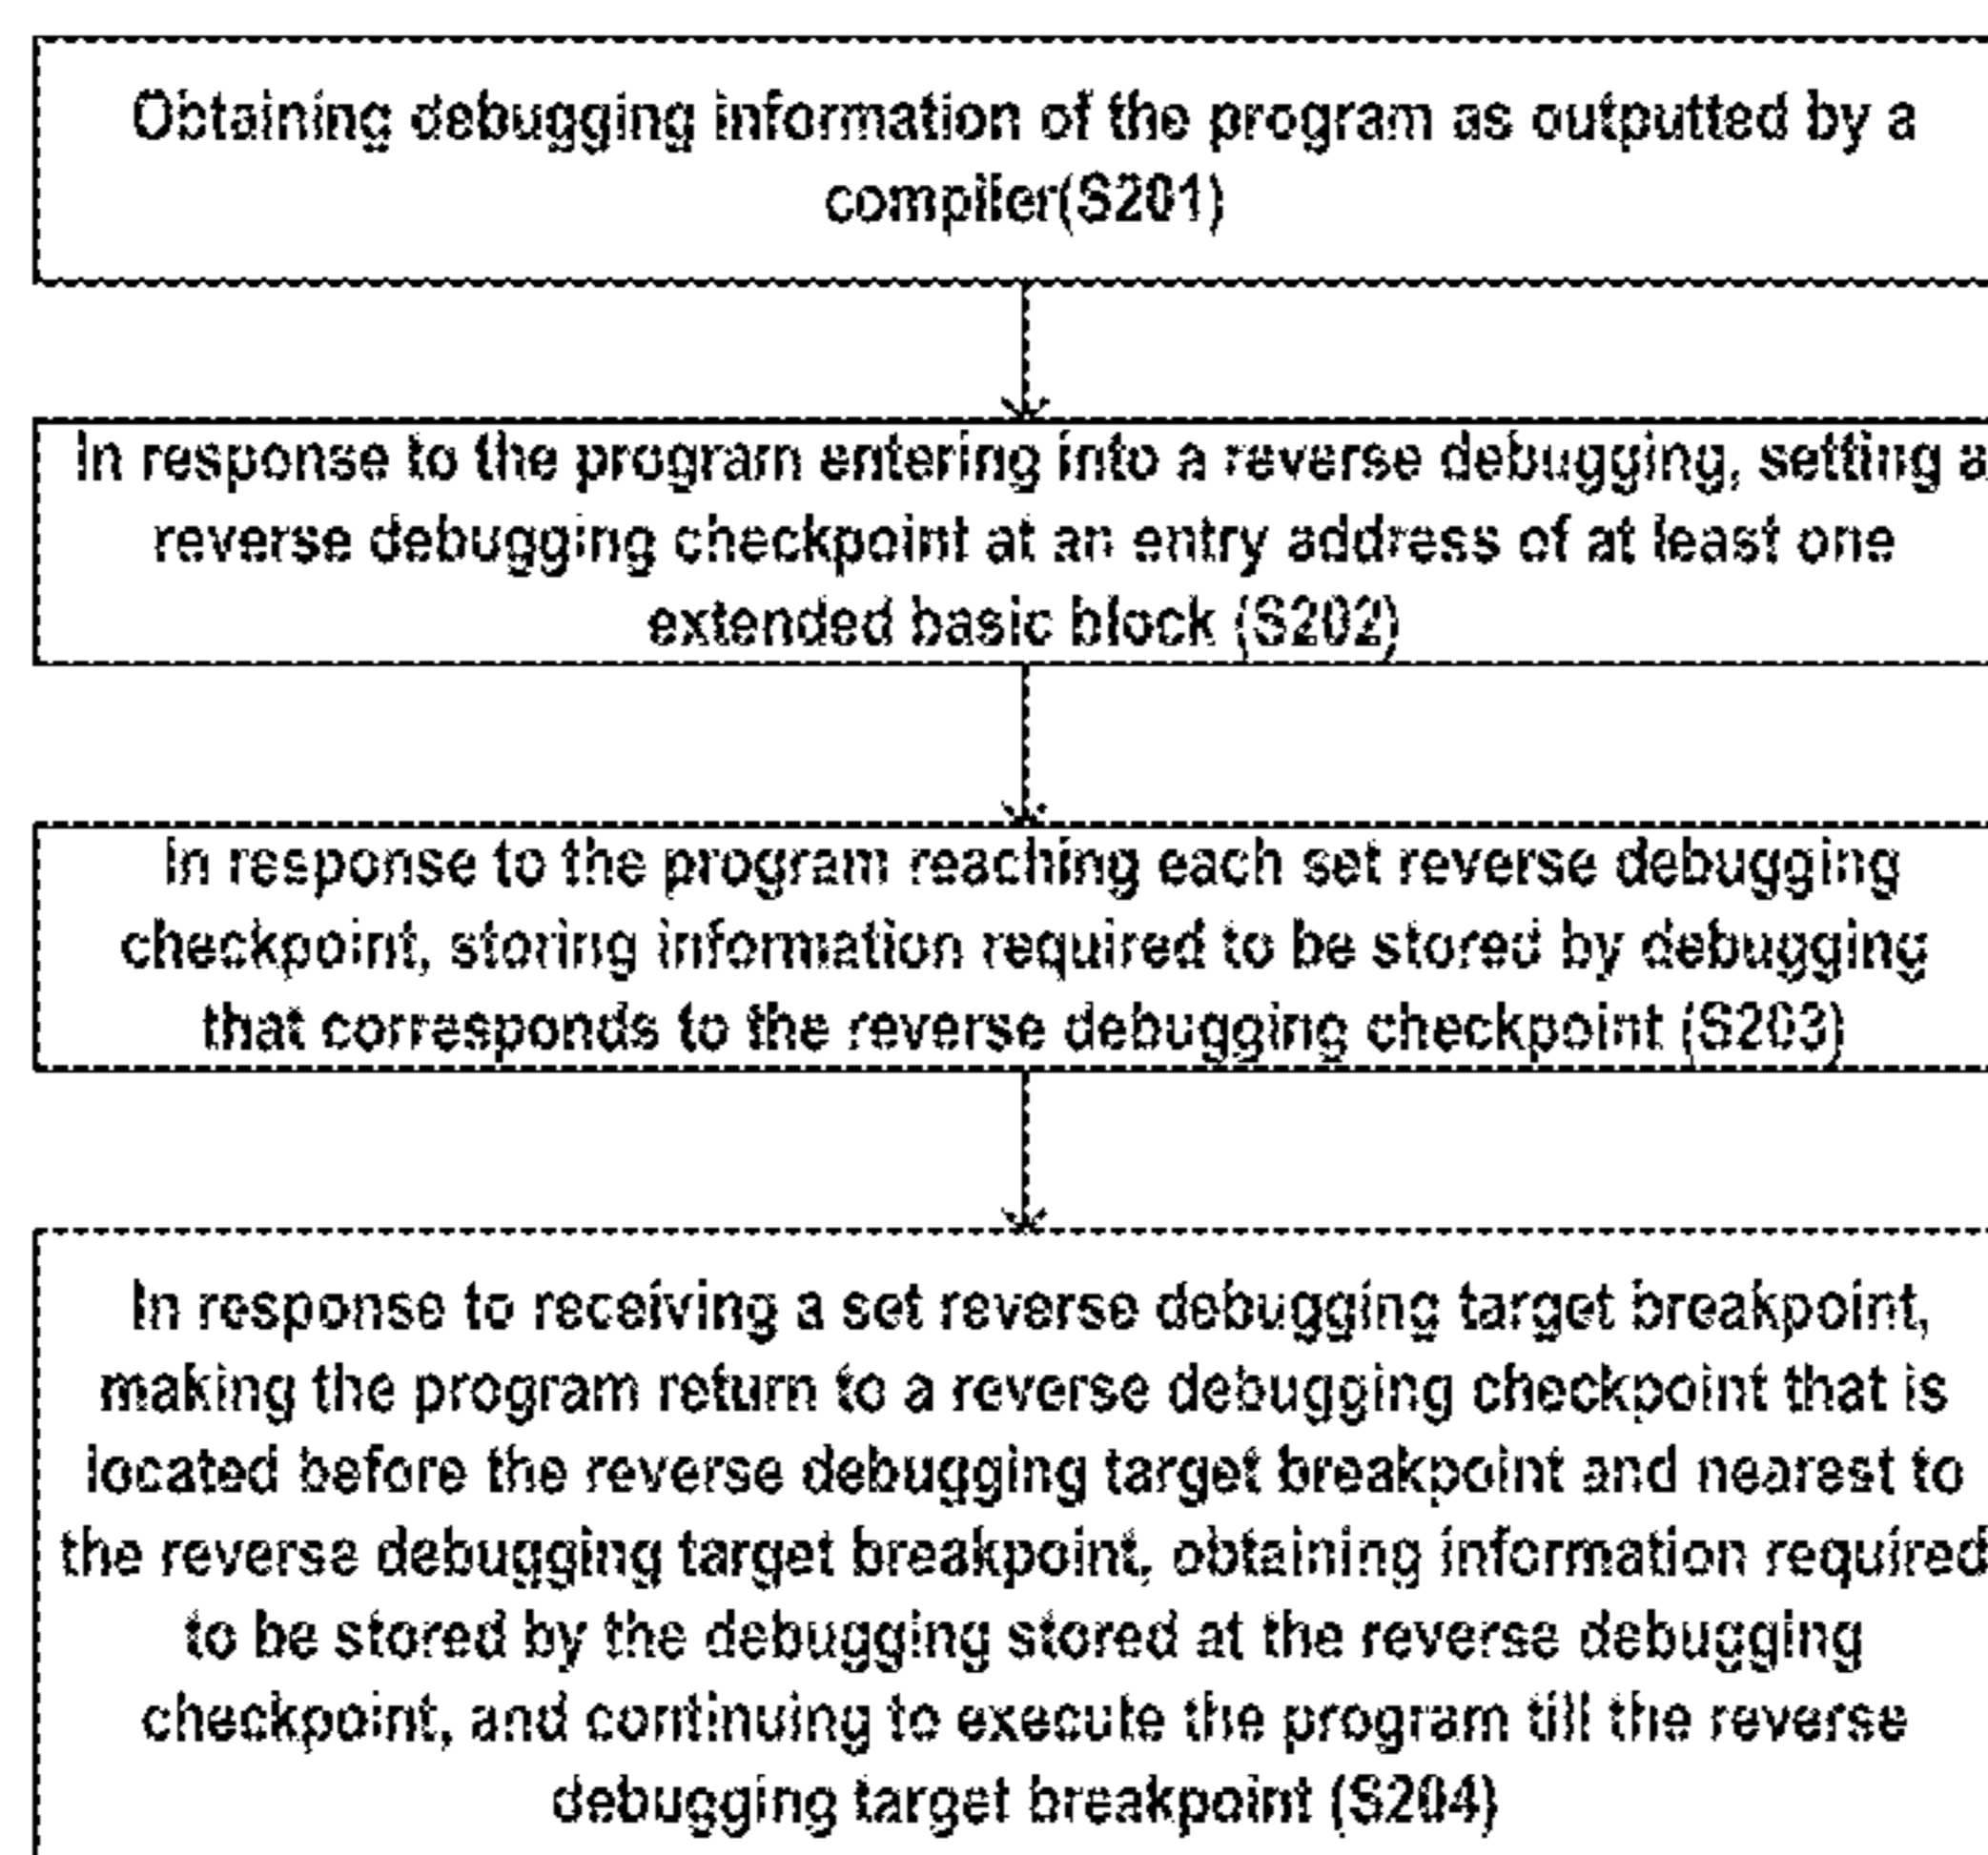 Obtaining debugging information of the program as outputted by a
compiler(S201)
In response to the program entering into a reverse debugging, setting a
reverse debugging checkpoint at an entry address of at least one
extended basic block (S202)
In response to the program reaching each set reverse debugging
checkpoint, storing information required to be stored by debugging
that corresponds to the reverse debugging checkpoint (S203)
In response to receiving a set reverse debugging target breakpoint,
making the program return to a reverse debugging checkpoint that is
located before the reverse debugging target breakpoint and nearest to
the reverse debugging target breakpoint, obtaining information required
to be stored by the debugging stored at the reverse debugging
checkpoint, and continuing to execute the program till the reverse
debugging target breakpoint (S204)